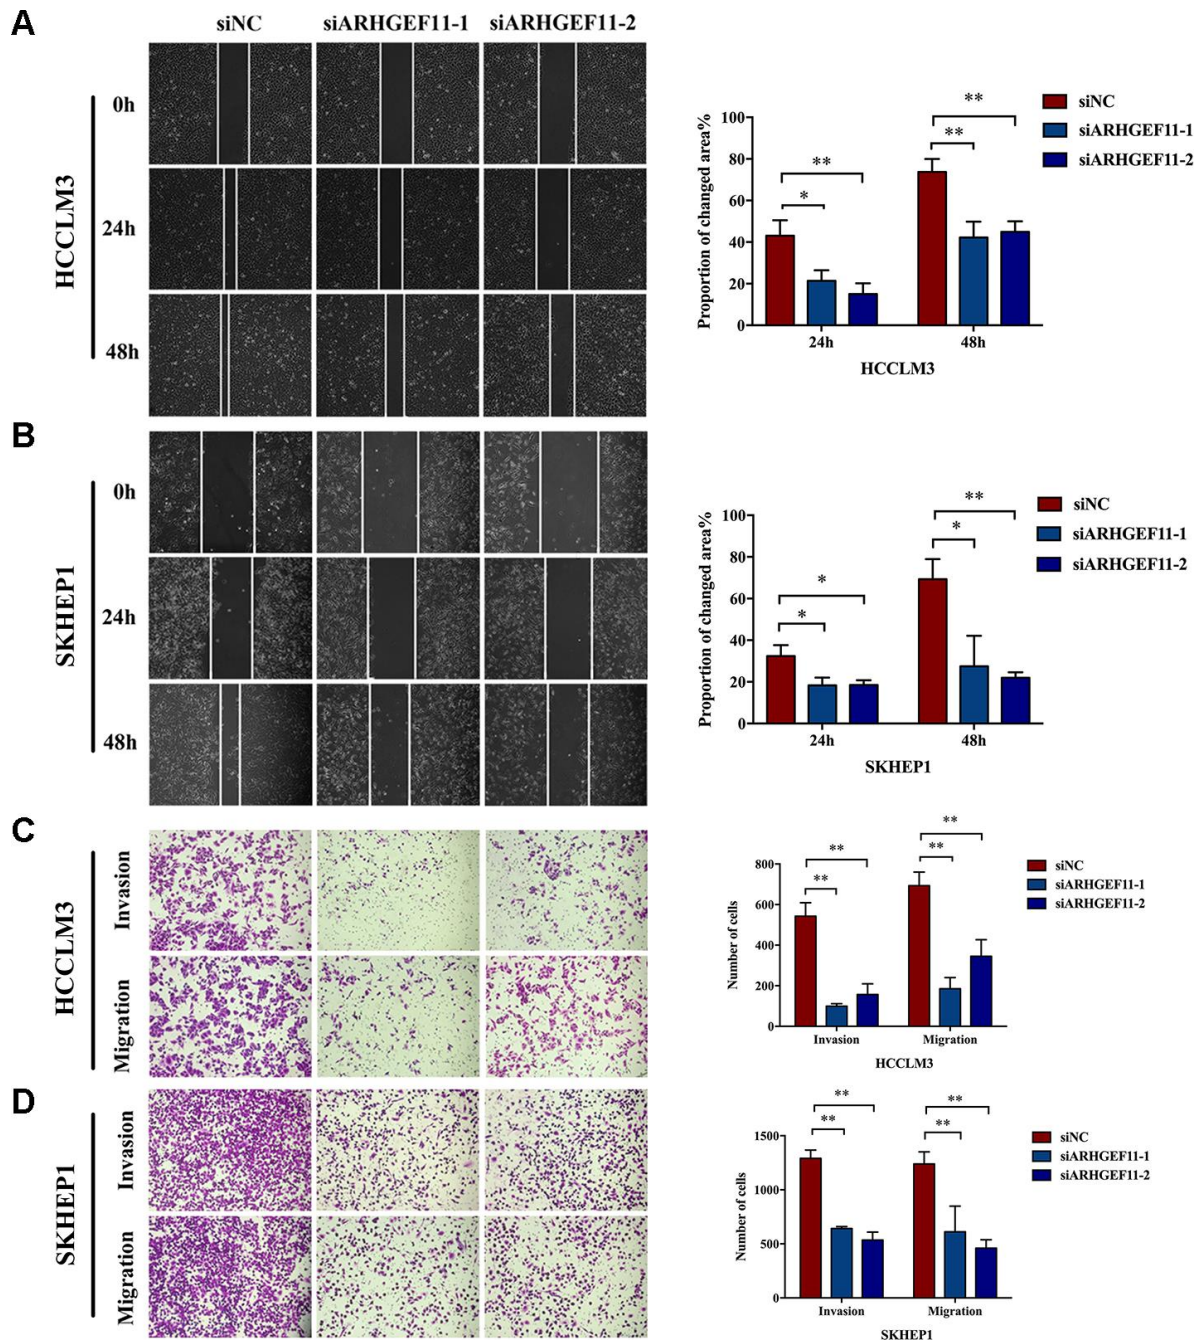 A
siNC siARHGEF11-1 siARHGEF11-2
HCCLM3
0h
24h
48h
Proportion of changed area%
100
80
60
40
20
0
* ** ** **
24h 48h
HCCLM3
siNC
siARHGEF11-1
siARHGEF11-2
B
SKHEP1
0h
24h
48h
Proportion of changed area%
100
80
60
40
20
0
* * * **
24h 48h
SKHEP1
siNC
siARHGEF11-1
siARHGEF11-2
C
HCCLM3
Invasion
Migration
Number of cells
800
600
400
200
0
** ** ** **
Invasion Migration
HCCLM3
siNC
siARHGEF11-1
siARHGEF11-2
D
SKHEP1
Invasion
Migration
Number of cells
1500
1000
500
0
** ** ** **
Invasion Migration
SKHEP1
siNC
siARHGEF11-1
siARHGEF11-2